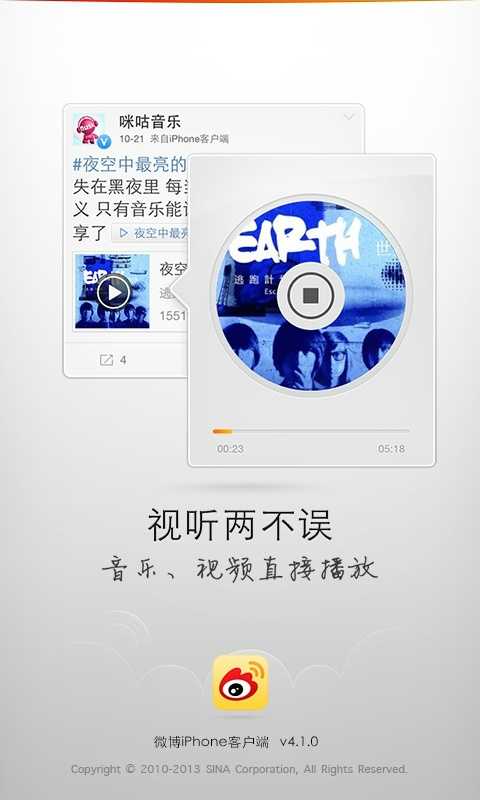 咪咕音乐
10-21 来自iPhone客户端
#夜空中最亮的
失在黑夜里 每
义 只有音乐能
享了 夜空中最亮
夜空
1551
4
EARTH
世
逃跑計
Esc
00:23
05:18
视听两不误
音乐、视频直接播放
微博iPhone客户端 v4.1.0
Copyright © 2010-2013 SINA Corporation, All Rights Reserved.